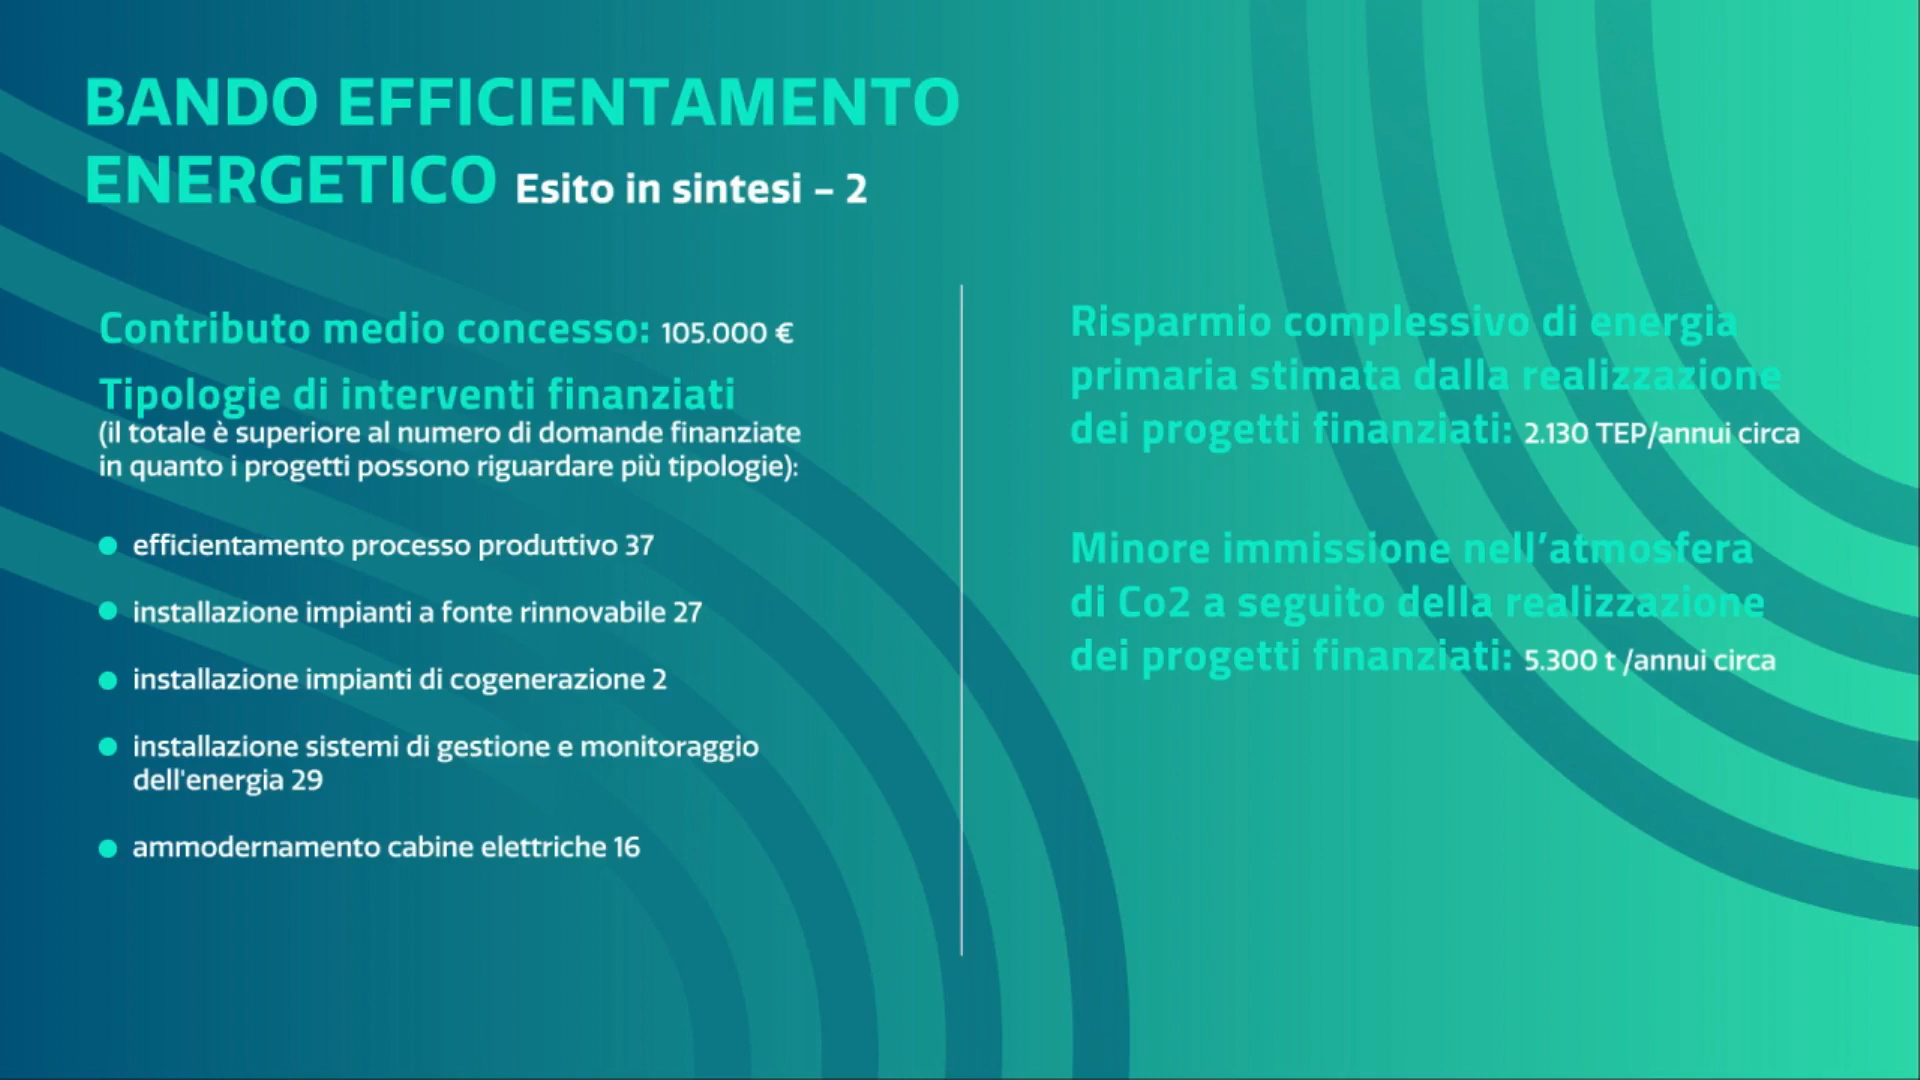 BANDO EFFICIENTAMENTO
ENERGETICO Esito in sintesi – 2
Contributo medio concesso: 105.000 €
Tipologie di interventi finanziati
(il totale è superiore al numero di domande finanziate
in quanto i progetti possono riguardare più tipologie):
efficientamento processo produttivo 37
installazione impianti a fonte rinnovabile 27
installazione impianti di cogenerazione 2
installazione sistemi di gestione e monitoraggio
dell'energia 29
ammodernamento cabine elettriche 16
Risparmio complessivo di energia
primaria stimata dalla realizzazione
dei progetti finanziati: 2.130 TEP/annui circa
Minore immissione nell’atmosfera
di Co2 a seguito della realizzazione
dei progetti finanziati: 5.300 t /annui circa